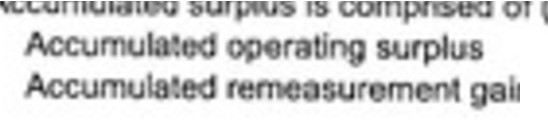 Accumulated surplus is comprised of
Accumulated operating surplus
Accumulated remeasurement